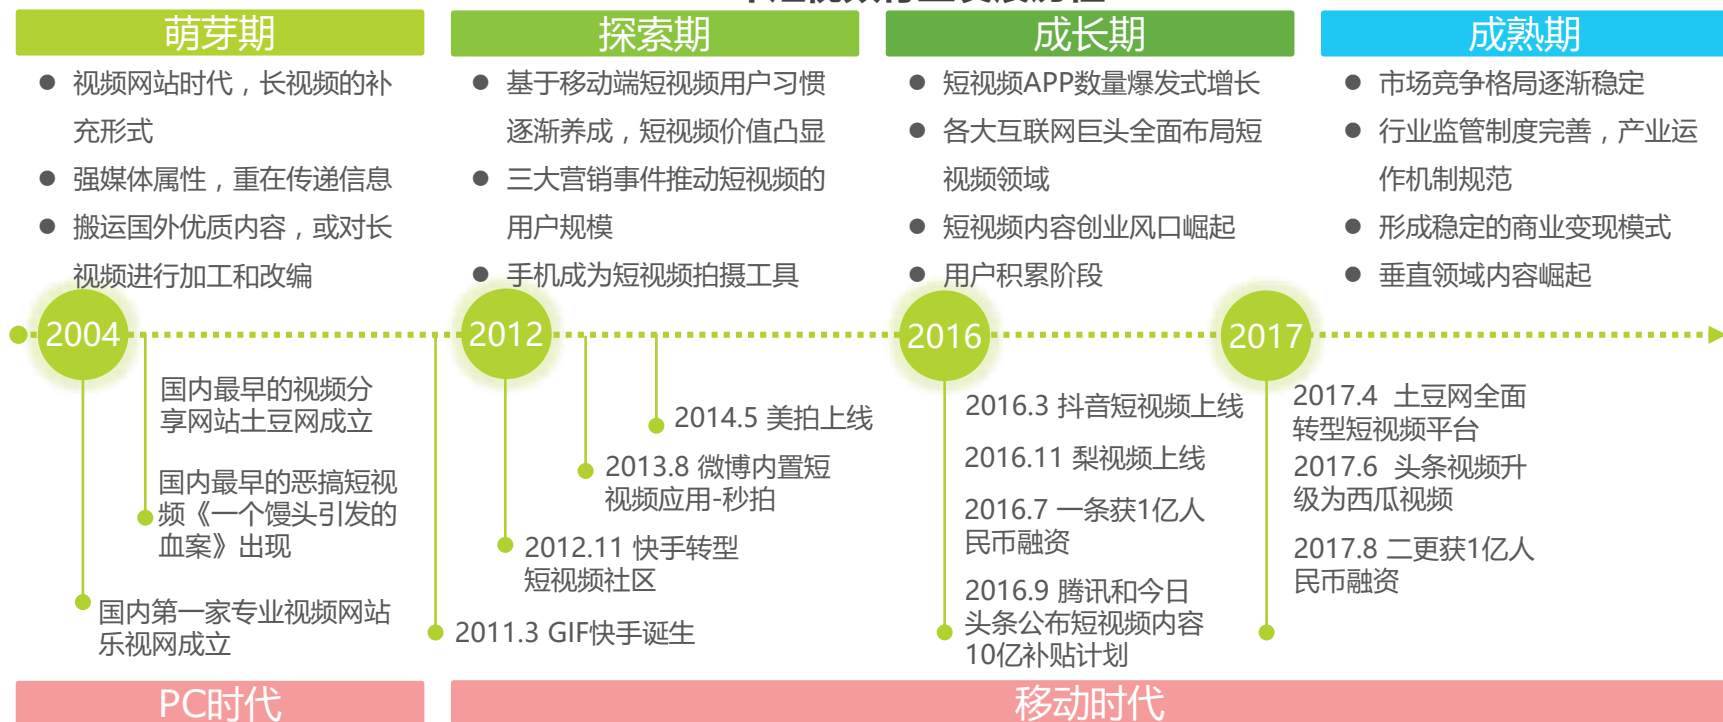 短视频行业发展历程
萌芽期
视频网站时代，长视频的补
充形式
强媒体属性，重在传递信息
搬运国外优质内容，或对长
视频进行加工和改编
探索期
基于移动端短视频用户习惯
逐渐养成，短视频价值凸显
三大营销事件推动短视频的
用户规模
手机成为短视频拍摄工具
成长期
短视频APP数量爆发式增长
各大互联网巨头全面布局短
视频领域
短视频内容创业风口崛起
用户积累阶段
成熟期
市场竞争格局逐渐稳定
行业监管制度完善，产业运
作机制规范
形成稳定的商业变现模式
垂直领域内容崛起
2004
2012
2016
2017
国内最早的视频分
享网站土豆网成立
国内最早的恶搞短视
频《一个馒头引发的
血案》出现
国内第一家专业视频网站
乐视网成立
2014.5 美拍上线
2013.8 微博内置短
视频应用-秒拍
2012.11 快手转型
短视频社区
2011.3 GIF快手诞生
2016.3 抖音短视频上线
2016.11 梨视频上线
2016.7 一条获1亿人
民币融资
2016.9 腾讯和今日
头条公布短视频内容
10亿补贴计划
2017.4 土豆网全面
转型短视频平台
2017.6 头条视频升
级为西瓜视频
2017.8 二更获1亿人
民币融资
PC时代
移动时代